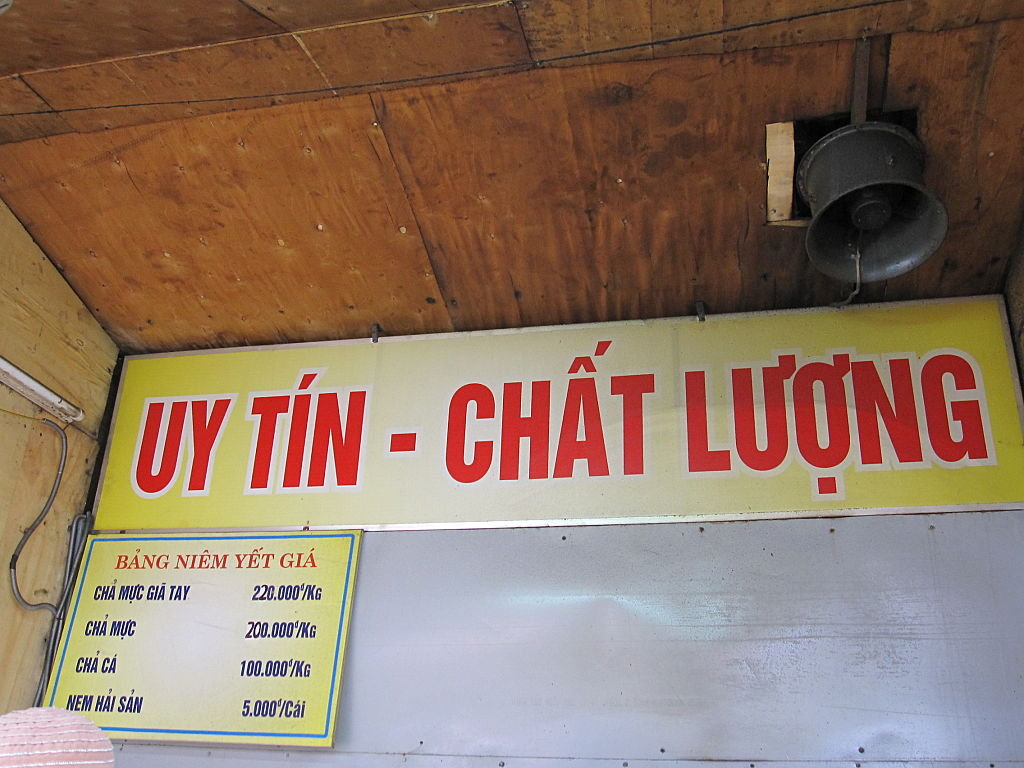 UY TÍN - CHẤT LƯỢNG
BẢNG NIÊM YẾT GIÁ
CHẢ MỰC GIÃ TAY 220.000đ/Kg
CHẢ MỰC 200.000đ/Kg
CHẢ CÁ 100.000đ/Kg
NEM HẢI SẢN 5.000đ/Cái